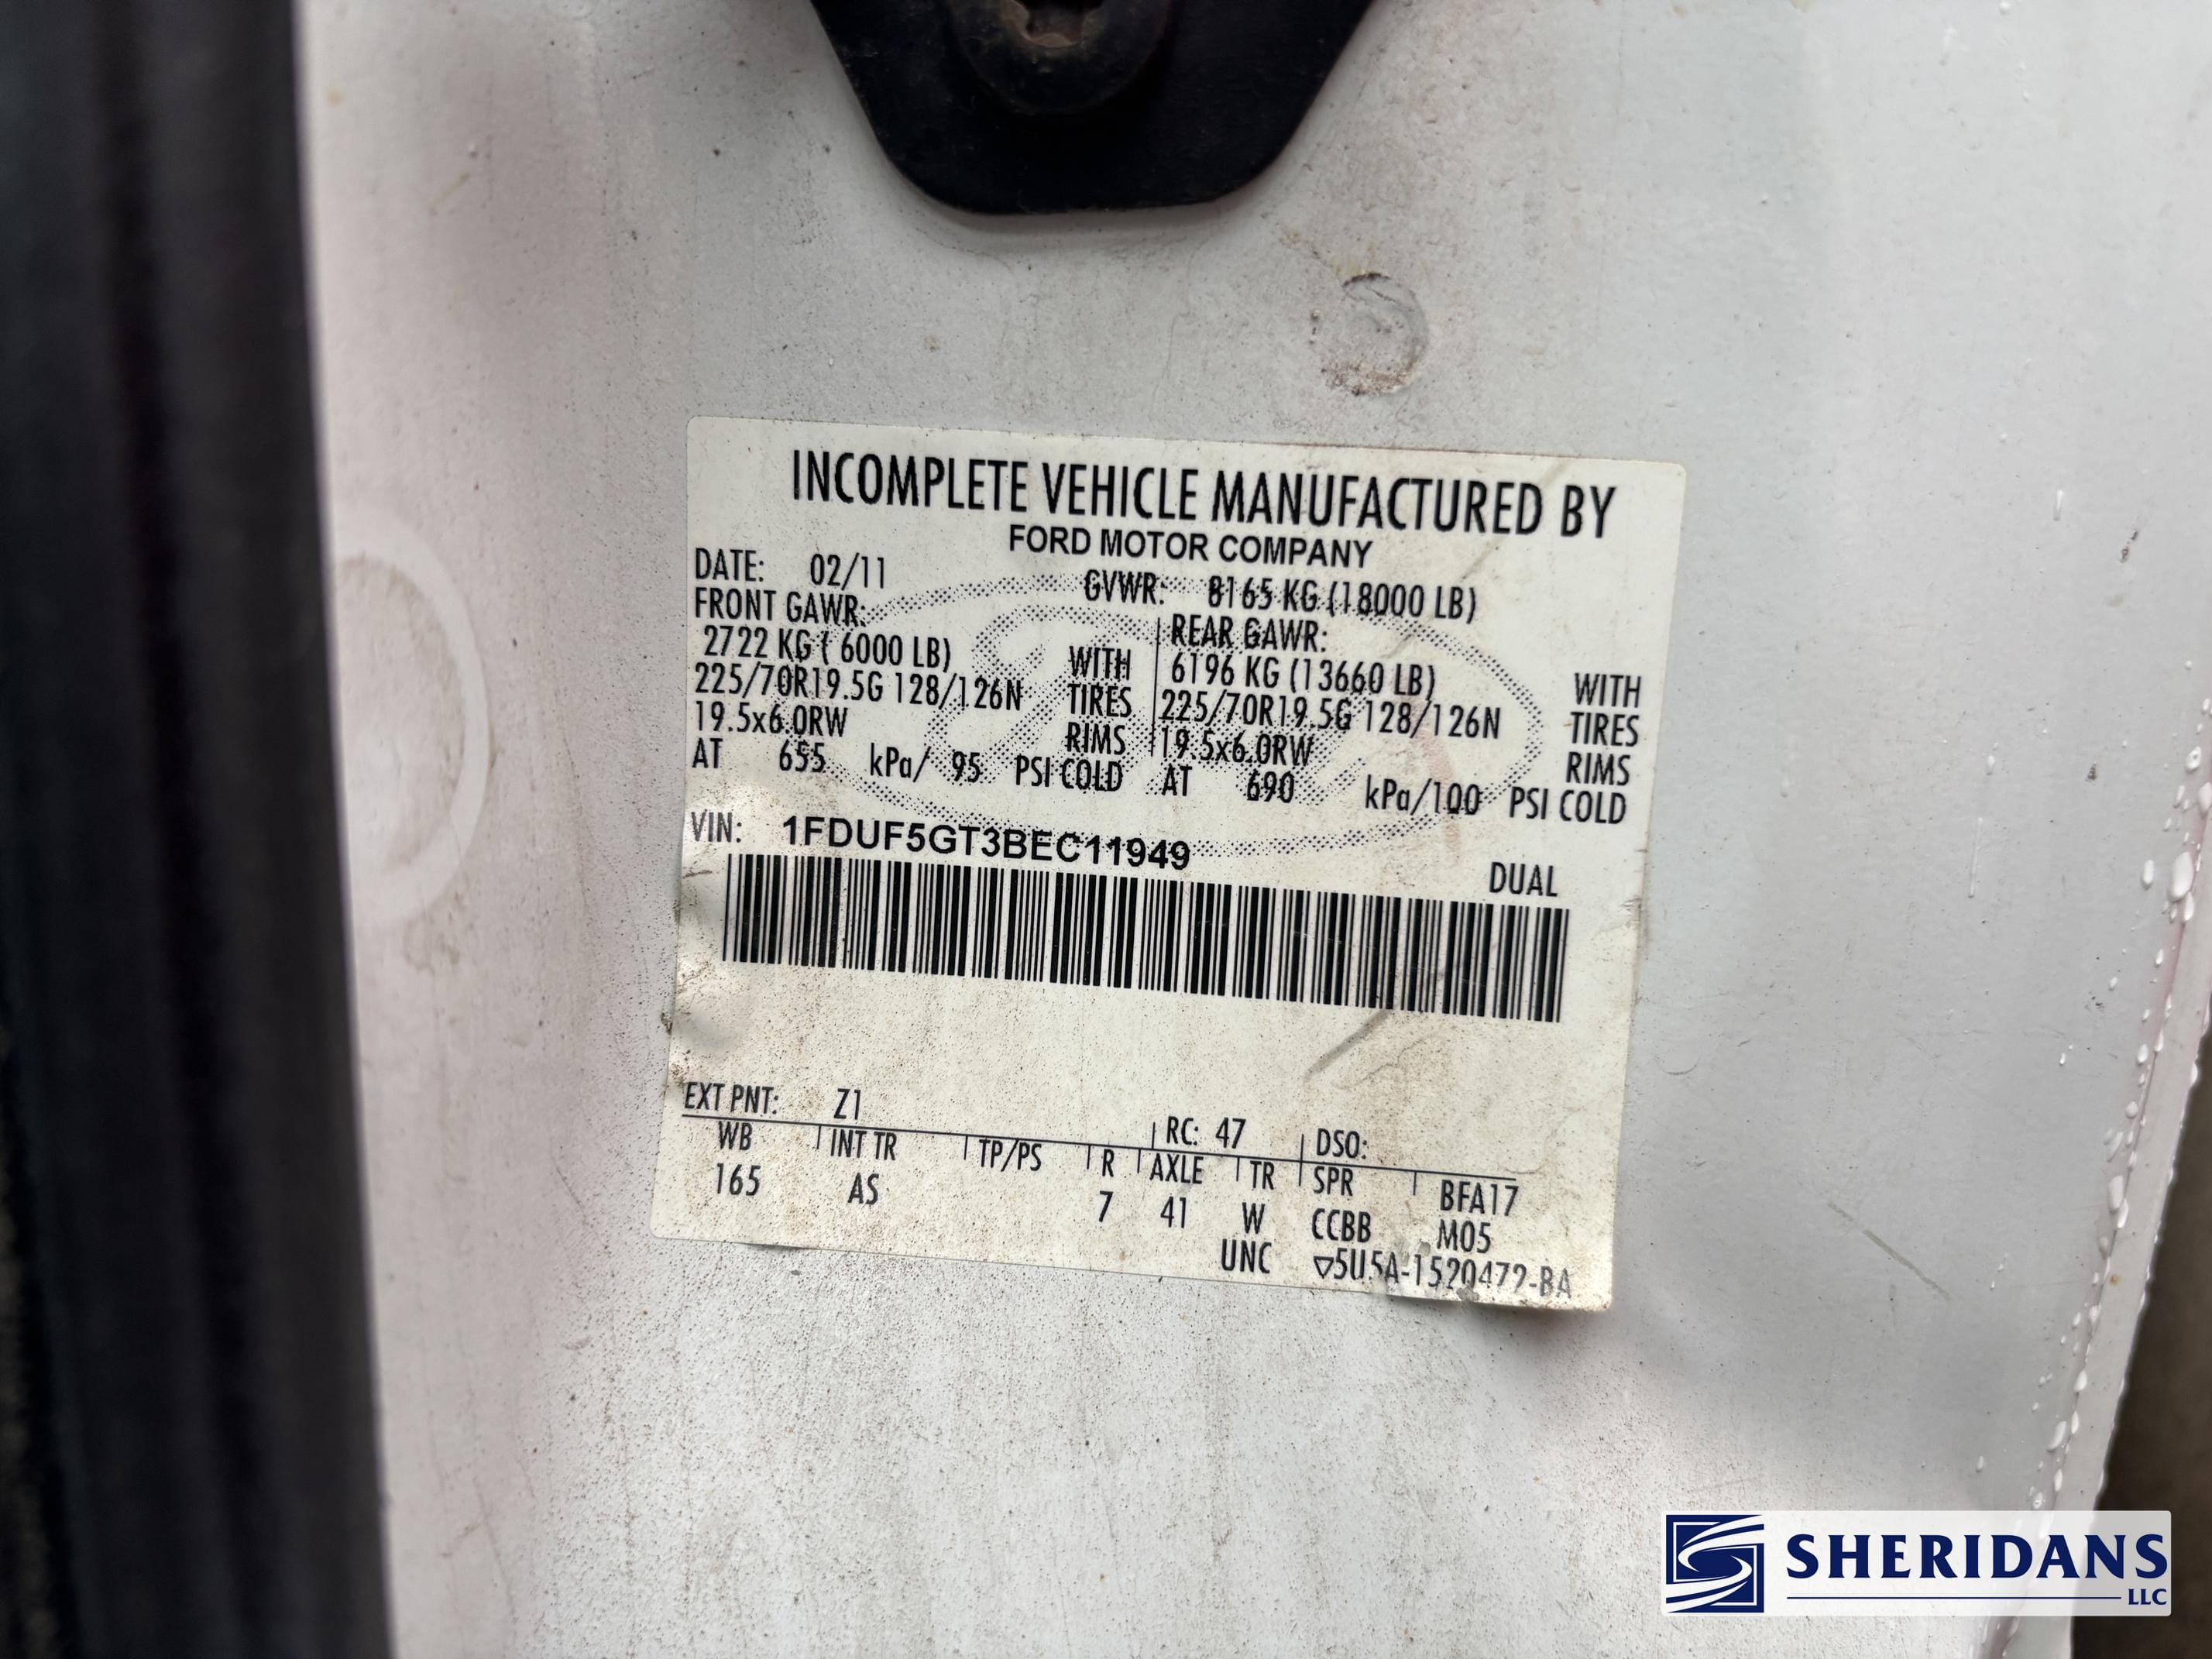 INCOMPLETE VEHICLE MANUFACTURED BY
FORD MOTOR COMPANY
DATE: 02/11
GVWR: 8165 KG (18000 LB)
FRONT GAWR:
2722 KG ( 6000 LB) WITH
225/70R19.5G 128/126N TIRES
19.5x6.0RW RIMS
AT 655 kPa/ 95 PSI COLD
REAR GAWR:
6196 KG (13660 LB) WITH
225/70R19.5G 128/126N TIRES
19.5x6.0RW RIMS
AT 690 kPa/100 PSI COLD
VIN: 1FDUF5GT3BEC11949
DUAL
EXT PNT: Z1 RC: 47 DSO:
WB INT TR TP/PS R AXLE TR SPR BFA17
165 AS 7 41 W CCBB M05
UNC ▽5U5A-1520472-BA
SHERIDANS
LLC